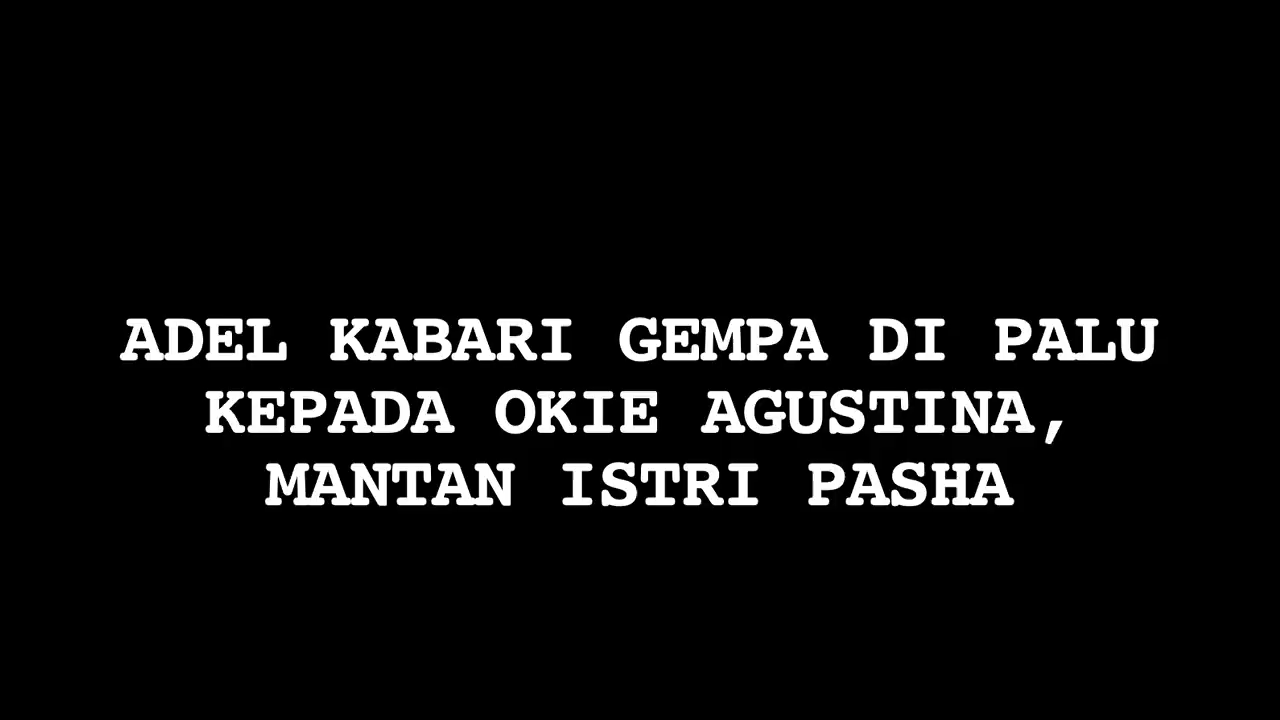 ADEL KABARI GEMPA DI PALU
KEPADA OKIE AGUSTINA,
MANTAN ISTRI PASHA